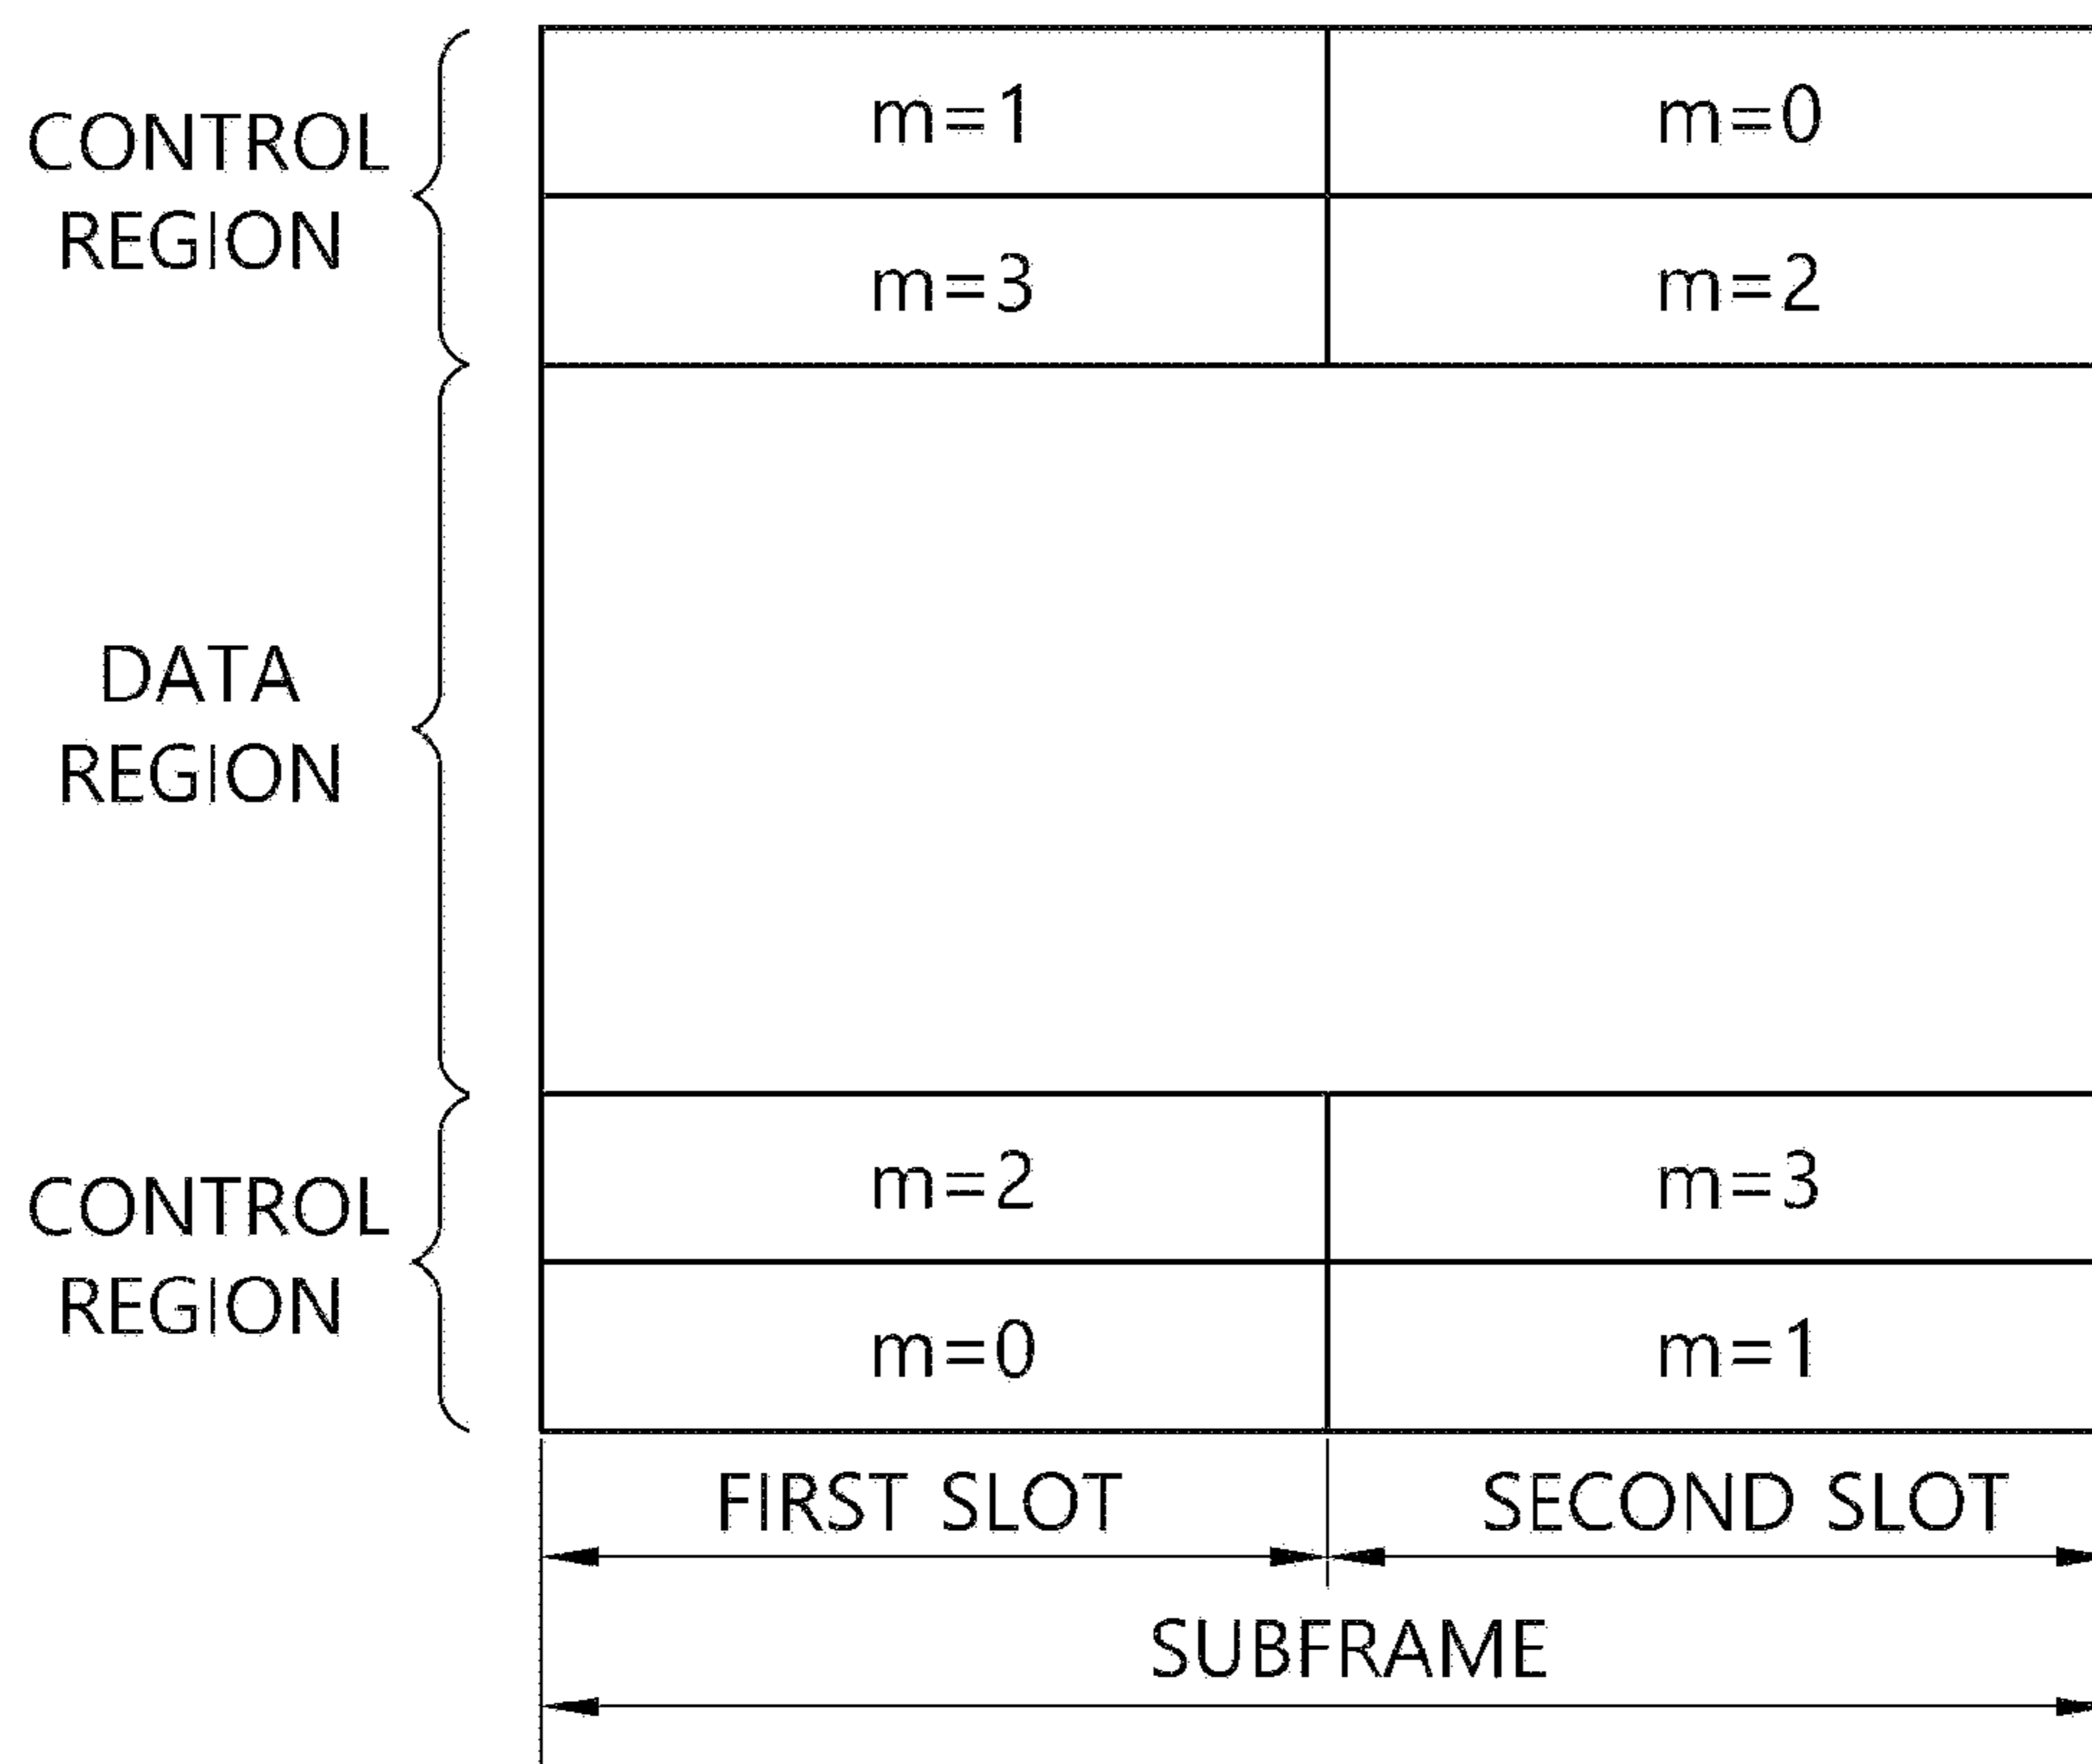 CONTROL
REGION
m=1
m=0
m=3
m=2
DATA
REGION
CONTROL
REGION
m=2
m=3
m=0
m=1
FIRST SLOT
SECOND SLOT
SUBFRAME